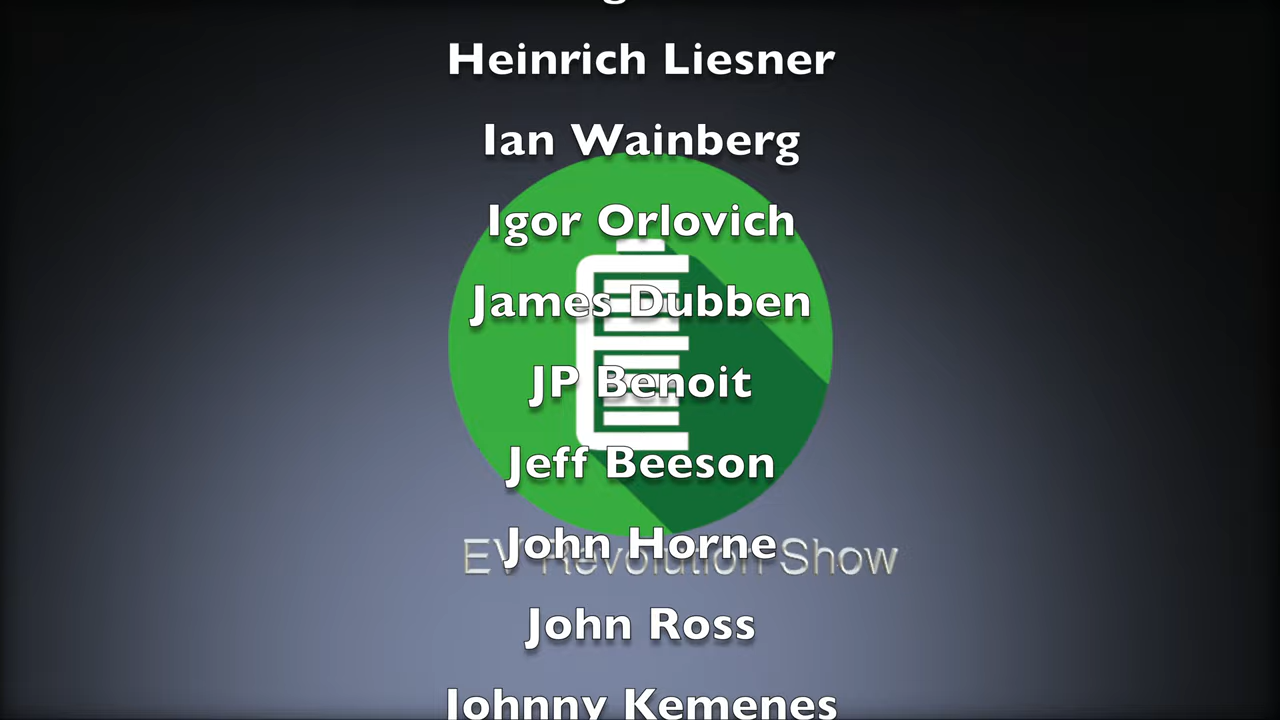 Heinrich Liesner
Ian Wainberg
Igor Orlovich
James Dubben
JP Benoit
Jeff Beeson
John Horne
EV Revolution Show
John Ross
Johnny Kemenes